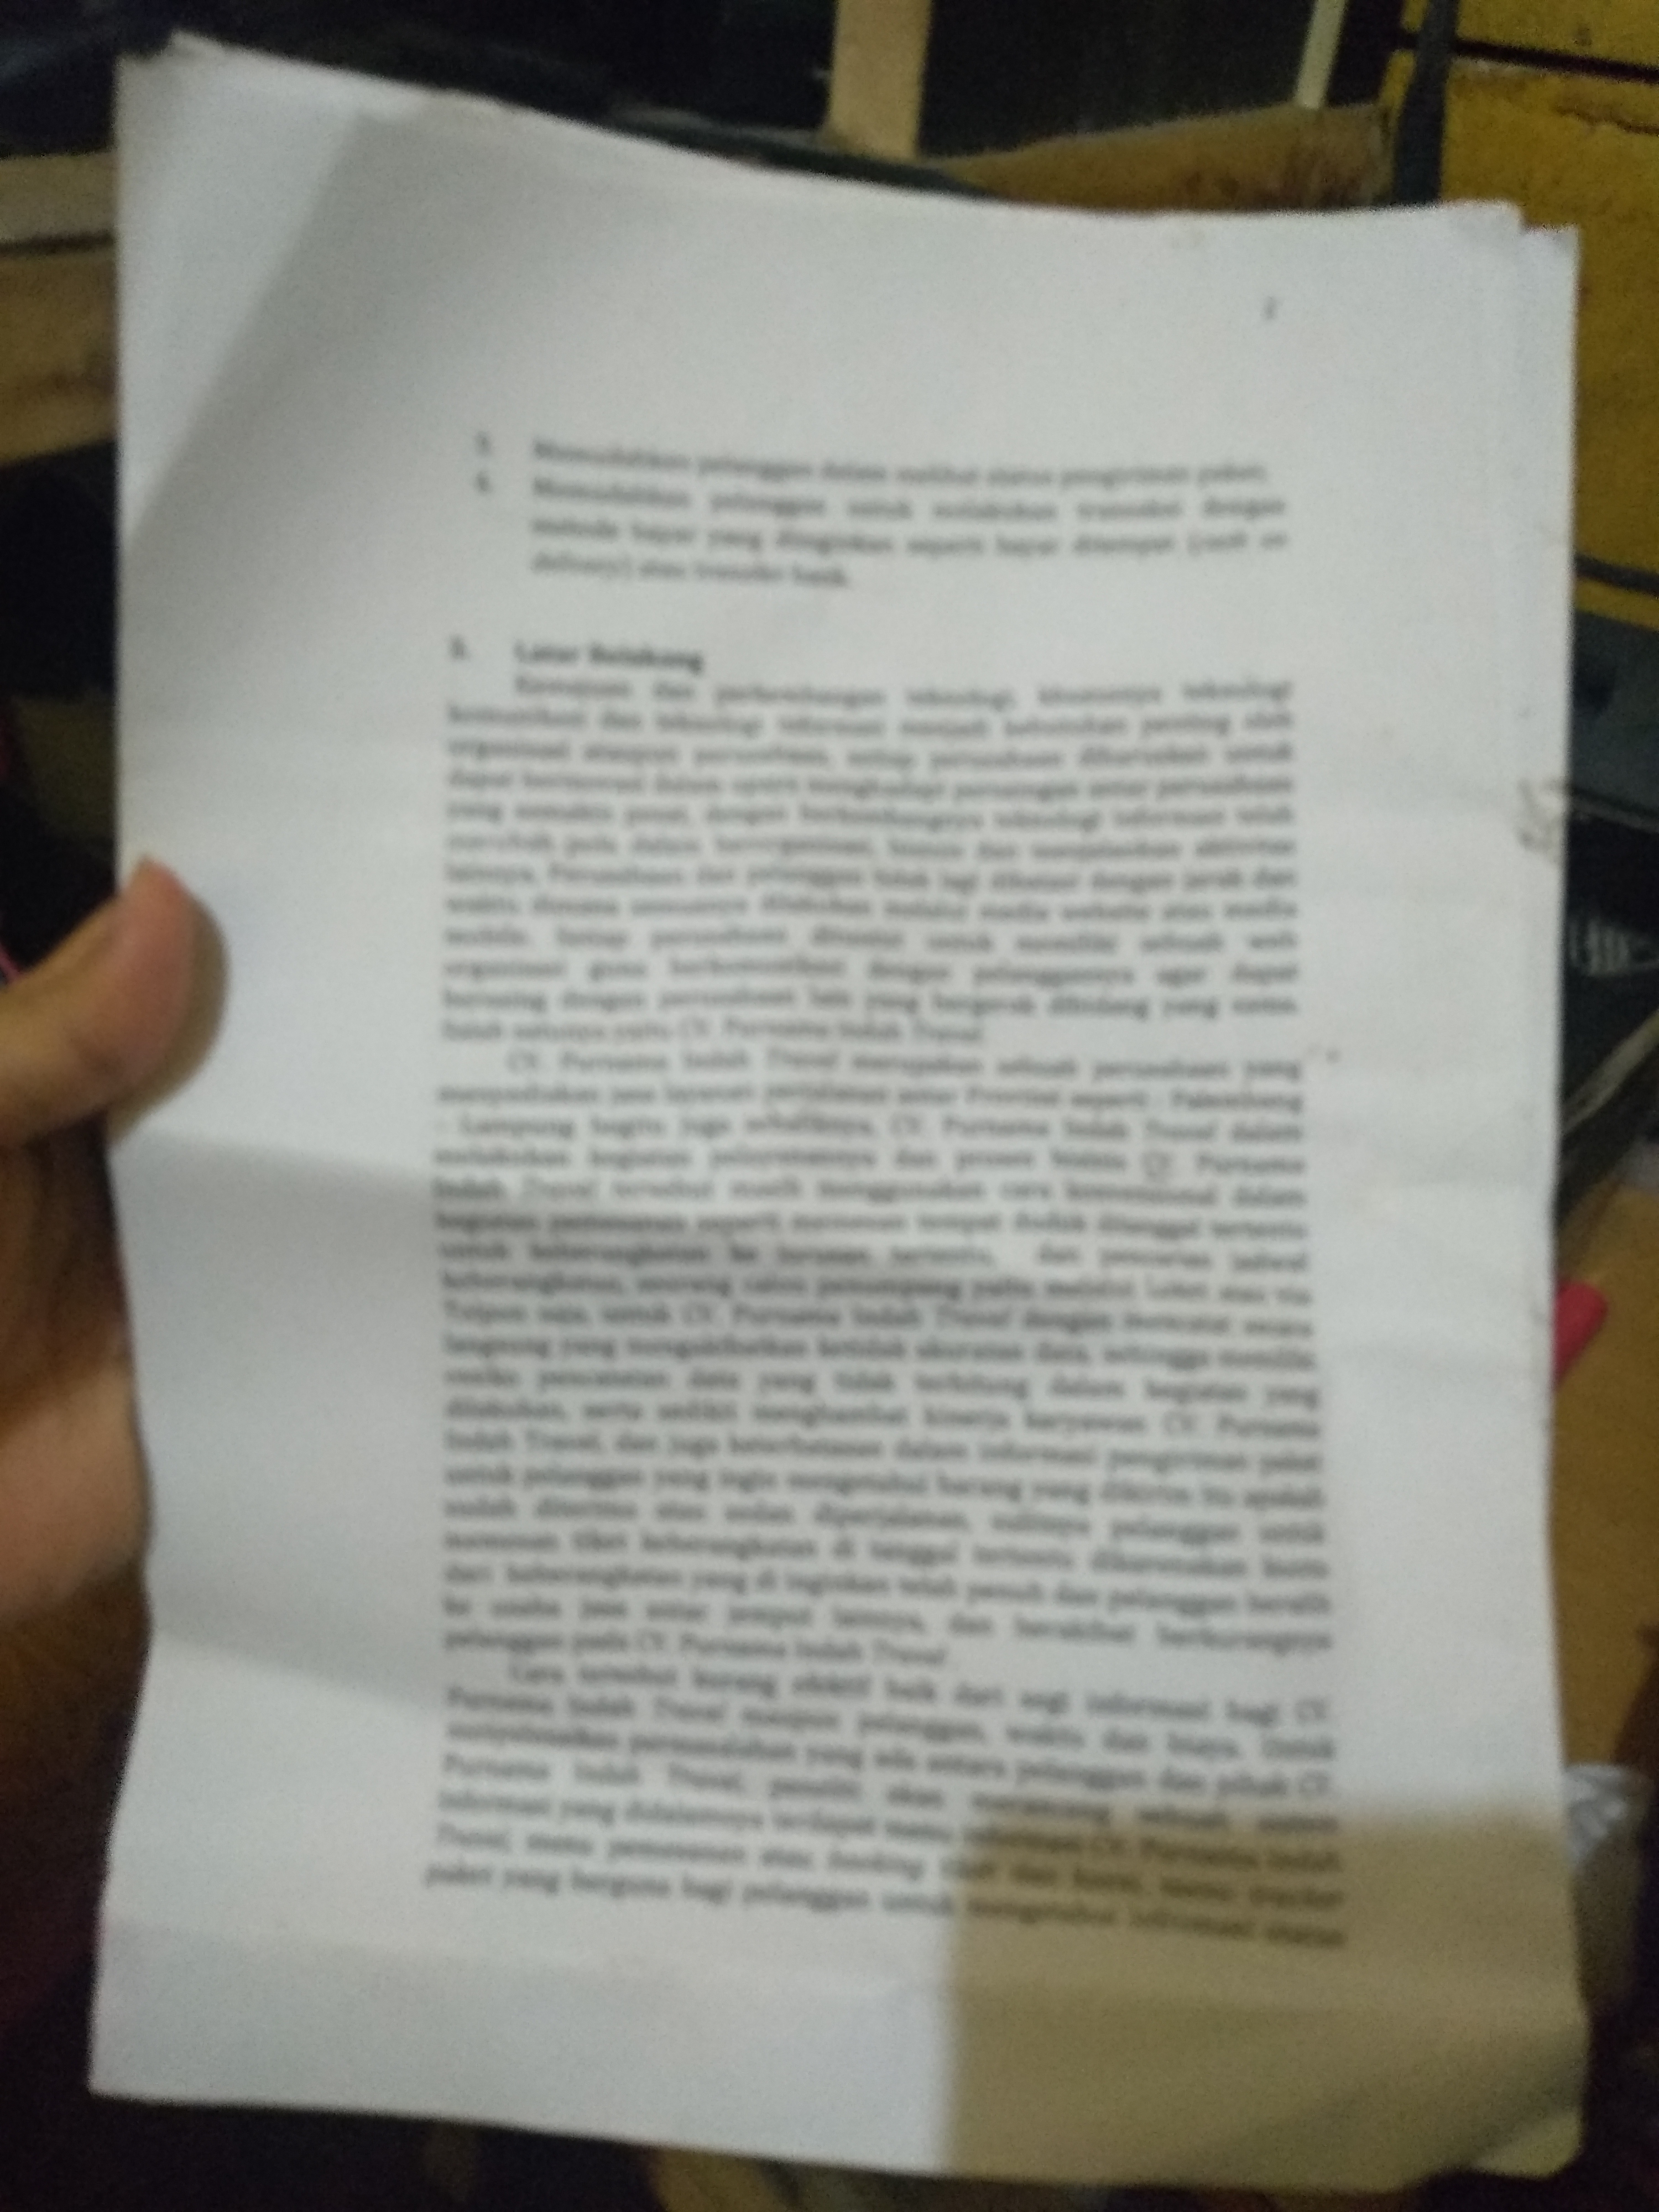 Memudahkan pelanggan dalam melihat status pengiriman paket.
Memudahkan pelanggan untuk melakukan transaksi dengan
metode bayar yang diinginkan seperti bayar ditempat (cash on
delivery) atau transfer bank.
Latar Belakang
dan perkembangan teknologi, khususnya teknologi
komunikasi dan teknologi informasi menjadi kebutuhan penting oleh
organisasi ataupun perusahaan, setiap perusahaan diharuskan untuk
dapat berinovasi dalam menghadapi persaingan antar perusahaan
yang semakin pesat, dengan berkembangnya teknologi informasi telah
pada dalam berorganisasi, bisnis dan menjalankan aktivitas
lainnya. Perusahaan dan pelanggan tidak lagi dibatasi dengan jarak dan
waktu, dimana semuanya dilakukan melalui media website atau media
mobile. Setiap perusahaan dituntut untuk memiliki sebuah web
organisasi guna berkomunikasi dengan pelanggannya agar dapat
bersaing dengan perusahaan lain yang bergerak dibidang yang sama.
Salah satunya yaitu CV. Purnama Indah Travel.
CV. Purnama Indah Travel merupakan sebuah perusahaan yang
menyediakan jasa layanan perjalanan antar Provinsi seperti : Palembang
- Lampung begitu juga sebaliknya, CV. Purnama Indah Travel dalam
melakukan kegiatan pelayanannya dan proses bisnis CV. Purnama
Indah Travel tersebut masih menggunakan cara konvensional dalam
kegiatan pemesanan seperti memesan tempat duduk ditanggal tertentu
untuk keberangkatan ke jurusan tertentu, dan pencarian jadwal
keberangkatan, seorang calon penumpang yaitu melalui Loket atau via
Telpon saja, untuk CV. Purnama Indah Travel dengan mencatat secara
langsung yang mengakibatkan ketidak akuratan data, sehingga memiliki
resiko pencatatan data yang tidak terhitung dalam kegiatan yang
dilakukan, serta sedikit menghambat kinerja karyawan CV. Purnama
Indah Travel, dan juga keterbatasan dalam informasi pengiriman paket
untuk pelanggan yang ingin mengetahui barang yang dikirim itu apakah
sudah diterima atau sedan diperjalanan, sulitnya pelanggan untuk
memesan tiket keberangkatan di tanggal tertentu dikarenakan
dari keberangkatan yang di inginkan telah penuh dan pelanggan beralih
ke usaha jasa antar jemput lainnya, dan berakibat berkurangnya
pelanggan pada CV. Purnama Indah Travel.
Cara tersebut kurang efektif baik dari segi informasi bagi CV.
Purnama Indah Travel maupun pelanggan, waktu dan biaya. Untuk
menyelesaikan permasalahan yang ada antara pelanggan dan pihak CV.
Purnama Indah Travel, peneliti akan merancang sebuah sistem
informasi yang didalamnya terdapat menu informasi CV. Purnama Indah
Travel, menu pemesanan atau booking tiket dan kursi, menu tracker
paket yang berguna bagi pelanggan untuk mengetahui informasi status